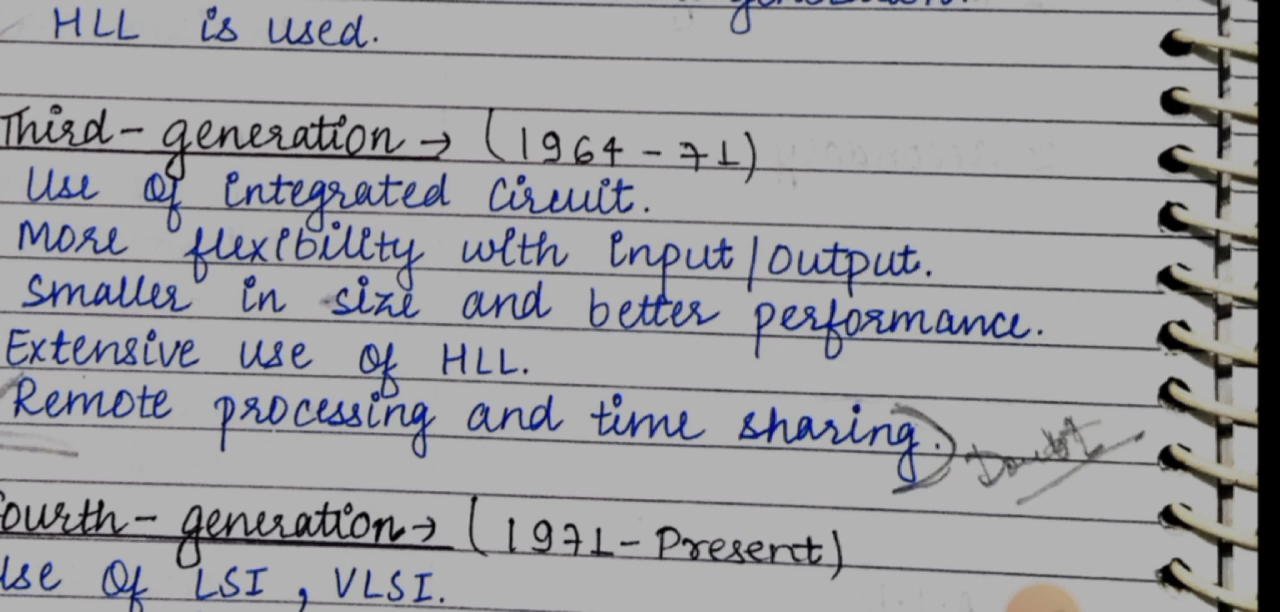 HLL is used.
Third-generation → (1964-71)
Use of integrated circuit.
More flexibility with input/output.
Smaller in size and better performance.
Extensive use of HLL.
Remote processing and time sharing. Doubt
ourth-generation → (1971-Present)
Use of LSI, VLSI.